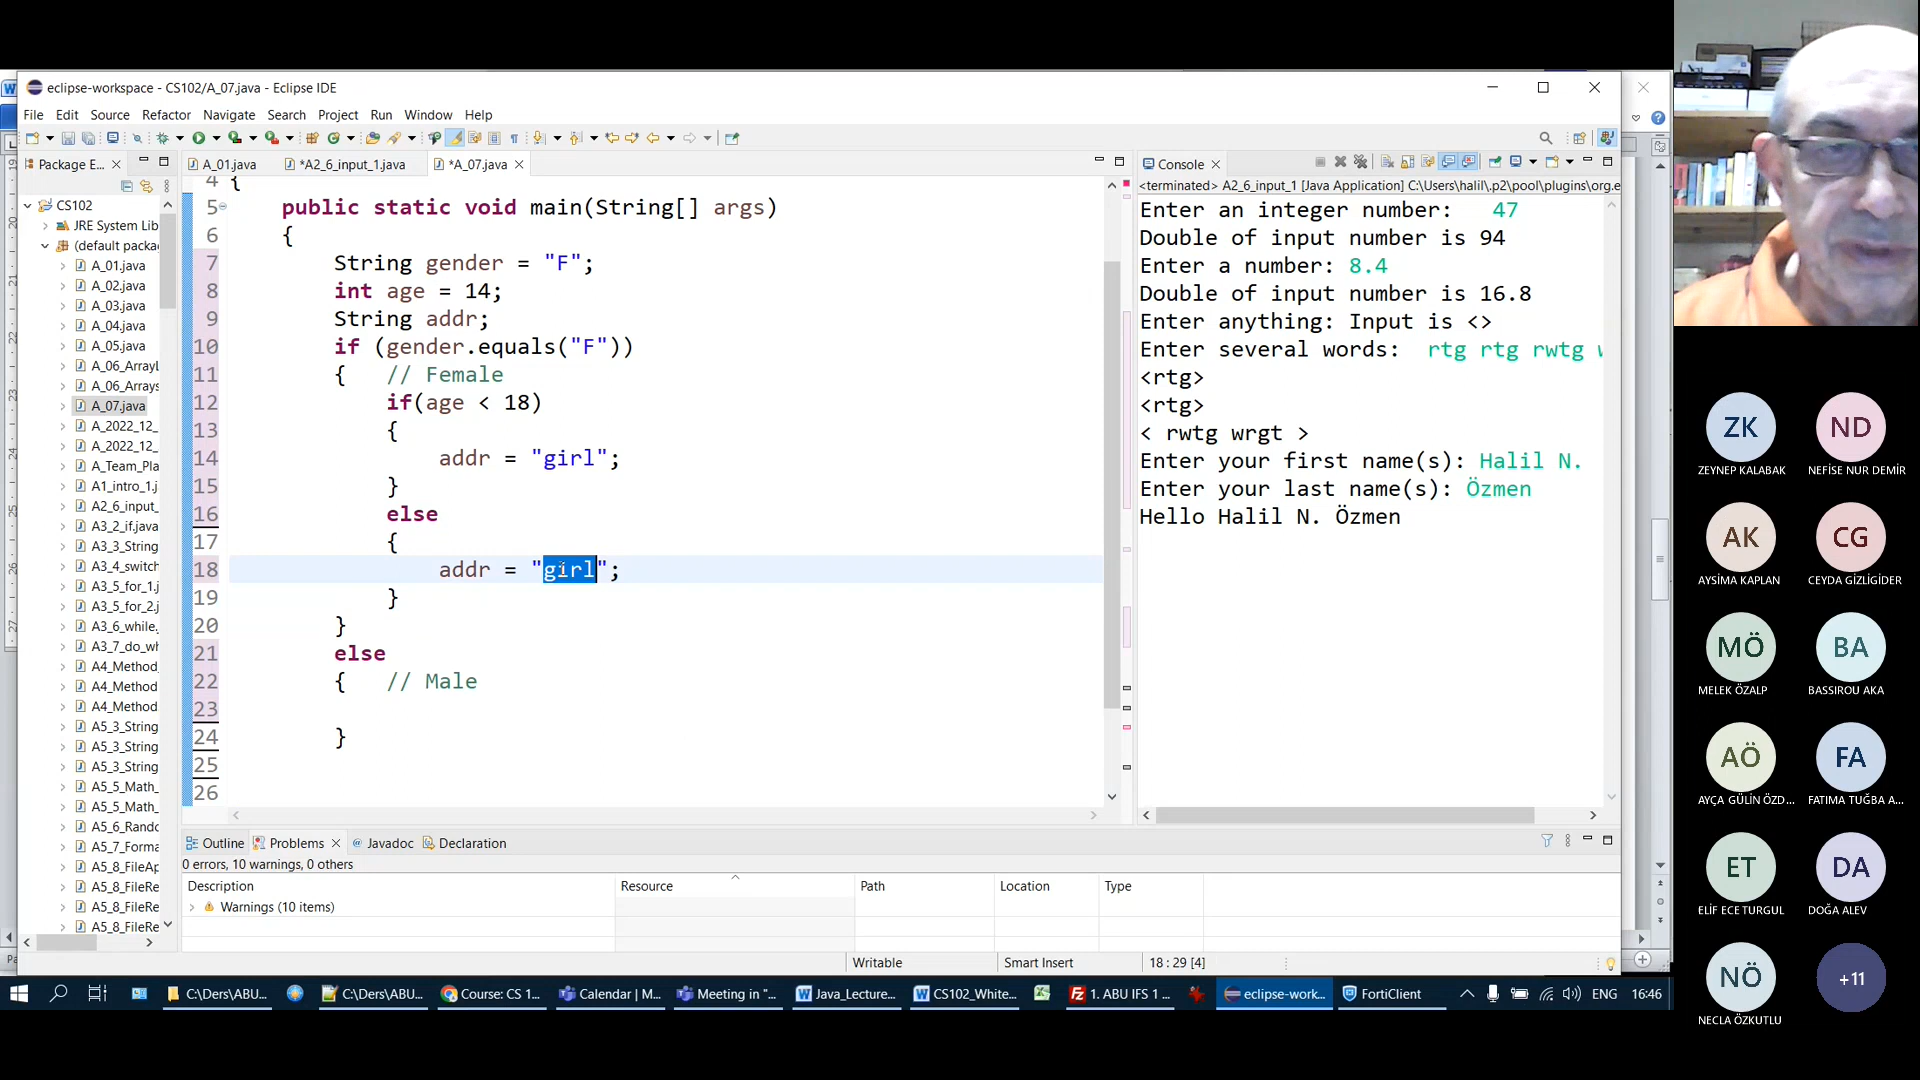 eclipse-workspace - CS102/A_07.java - Eclipse IDE
File Edit Source Refactor Navigate Search Project Run Window Help
Package E...
A_01.java
*A2_6_input_1.java
*A_07.java
CS102
JRE System Lib
(default packa
A_01.java
A_02.java
A_03.java
A_04.java
A_05.java
A_06_Arrayl
A_06_Arrays
A_07.java
A_2022_12_
A_2022_12_
A_Team_Pla
A1_intro_1.j
A2_6_input_
A3_2_if.java
A3_3_String
A3_4_switch
A3_5_for_1.j
A3_5_for_2.j
A3_6_while.
A3_7_do_wh
A4_Method_
A4_Method
A4_Method
A5_3_String
A5_3_String
A5_3_String
A5_5_Math_
A5_5_Math_
A5_6_Rando
A5_7_Forma
A5_8_FileAp
A5_8_FileRe
A5_8_FileRe
A5_8_FileRe
4 {
5 public static void main(String[] args)
6 {
7 String gender = "F";
8 int age = 14;
9 String addr;
10 if (gender.equals("F"))
11 { // Female
12 if(age < 18)
13 {
14 addr = "girl";
15 }
16 else
17 {
18 addr = "girl";
19 }
20 }
21 else
22 { // Male
23
24 }
25
26
Console
<terminated> A2_6_input_1 [Java Application] C:\Users\halil\.p2\pool\plugins\org.e
Enter an integer number: 47
Double of input number is 94
Enter a number: 8.4
Double of input number is 16.8
Enter anything: Input is <>
Enter several words: rtg rtg rwtg w
<rtg>
<rtg>
< rwtg wrgt >
Enter your first name(s): Halil N.
Enter your last name(s): Özmen
Hello Halil N. Özmen
Outline Problems Javadoc Declaration
0 errors, 10 warnings, 0 others
Description Resource Path Location Type
Warnings (10 items)
Writable Smart Insert 18 : 29 [4]
C:\Ders\ABU... C:\Ders\ABU... Course: CS 1... Calendar | M... Meeting in "... Java_Lecture... CS102_White... 1. ABU IFS 1 ... eclipse-work... FortiClient ENG 16:46
ZK ND
ZEYNEP KALABAK NEFİSE NUR DEMİR
AK CG
AYSİMA KAPLAN CEYDA GİZLİGİDER
MÖ BA
MELEK ÖZALP BASSIROU AKA
AÖ FA
AYÇA GÜLİN ÖZD... FATIMA TUĞBA A...
ET DA
ELİF ECE TURGUL DOĞA ALEV
NÖ +11
NECLA ÖZKUTLU